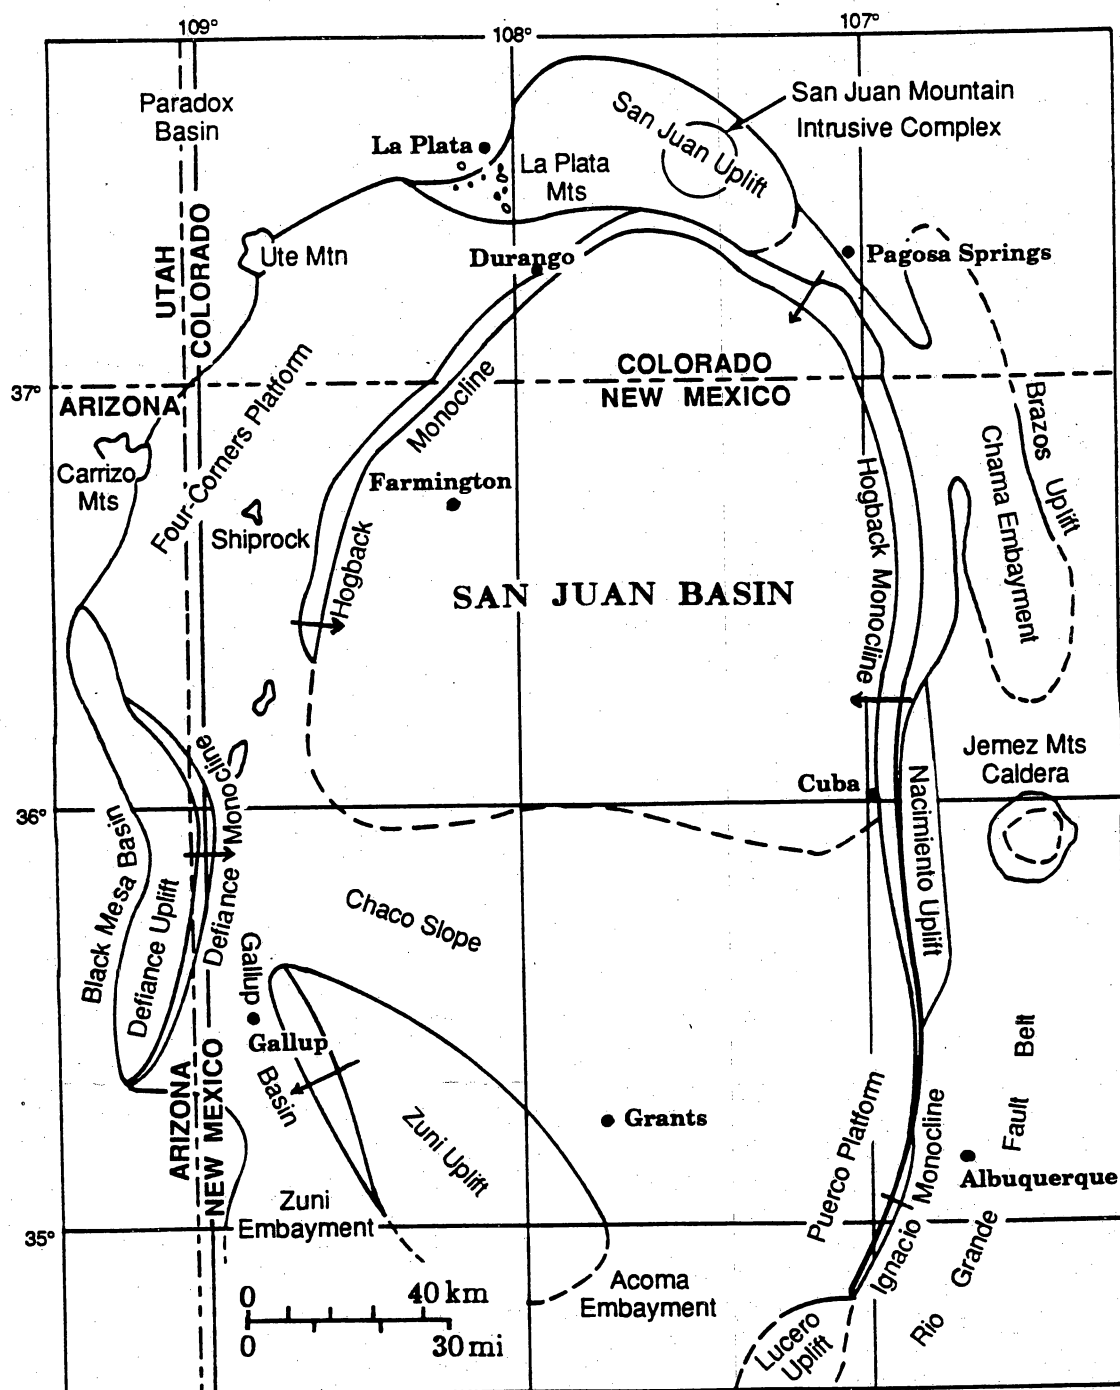 109°
108°
107°
Paradox
Basin
San Juan Mountain
Intrusive Complex
San Juan Uplift
La Plata
La Plata
Mts
UTAH
COLORADO
Ute Mtn
Durango
Pagosa Springs
37°
COLORADO
NEW MEXICO
ARIZONA
Four-Corners Platform
Monocline
Brazos Uplift
Chama Embayment
Carrizo
Mts
Farmington
Shiprock
Hogback
Hogback Monocline
SAN JUAN BASIN
Defiance Monocline
Jemez Mts
Caldera
Cuba
36°
Nacimiento Uplift
Black Mesa Basin
Defiance Uplift
Chaco Slope
Gallup
Basin
Gallup
ARIZONA
NEW MEXICO
Zuni Uplift
Grants
Puerco Platform
Ignacio Monocline
Rio Grande Fault Belt
Albuquerque
Zuni
Embayment
35°
Acoma
Embayment
Lucero
Uplift
0 40 km
0 30 mi